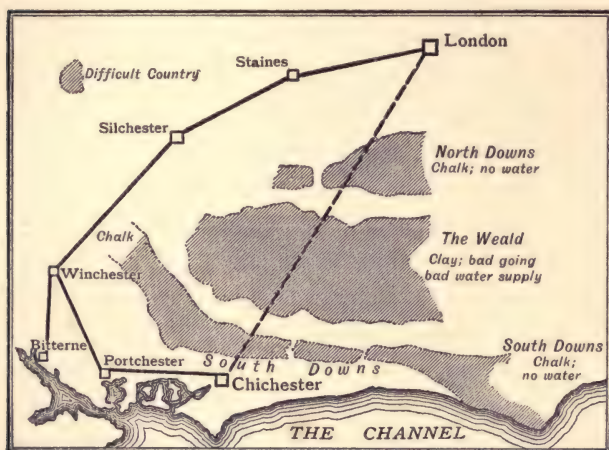 London
Staines
Difficult Country
Silchester
North Downs
Chalk; no water
The Weald
Clay; bad going
bad water supply
Chalk
Winchester
Bitterne
Portchester
South Downs
Chichester
South Downs
Chalk;
no water
THE CHANNEL